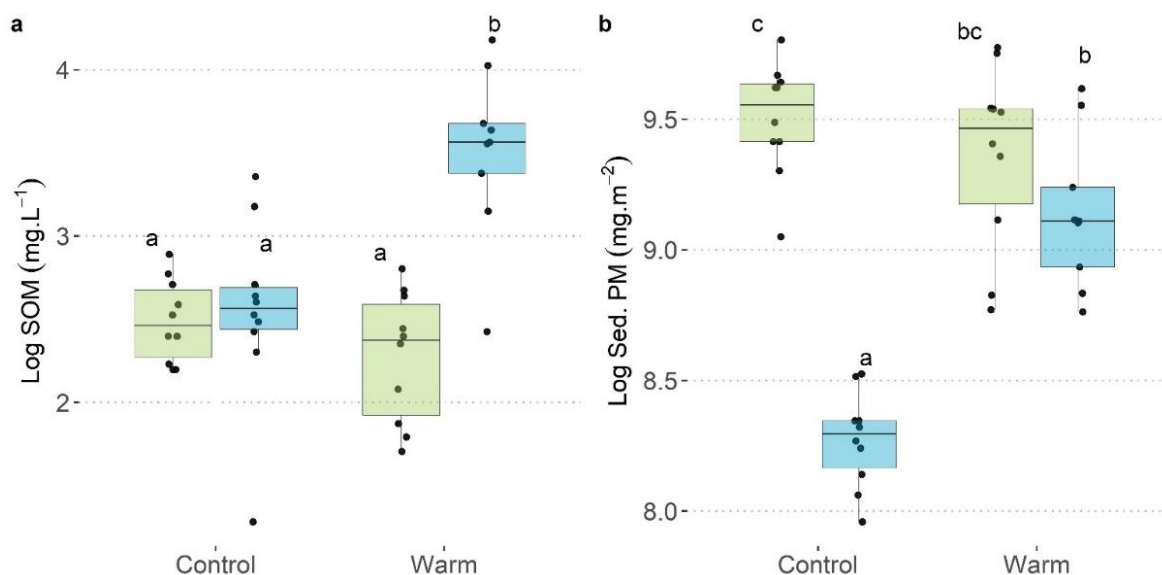 a
Log SOM (mg.L⁻¹)
4
3
2
a
a
a
b
Control
Warm
b
Log Sed. PM (mg.m⁻²)
9.5
9.0
8.5
8.0
c
a
bc
b
Control
Warm